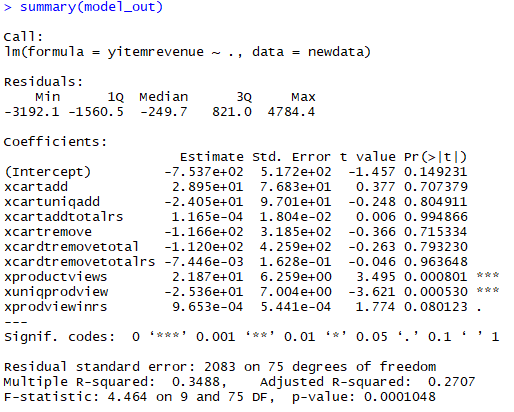 > summary(model_out)
Call:
lm(formula = yitemrevenue ~ ., data = newdata)
Residuals:
Min 1Q Median 3Q Max
-3192.1 -1560.5 -249.7 821.0 4784.4
Coefficients:
Estimate Std. Error t value Pr(>|t|)
(Intercept) -7.537e+02 5.172e+02 -1.457 0.149231
xcartadd 2.895e+01 7.683e+01 0.377 0.707379
xcartuniqadd -2.405e+01 9.701e+01 -0.248 0.804911
xcartaddtotalrs 1.165e-04 1.804e-02 0.006 0.994866
xcartremove -1.166e+02 3.185e+02 -0.366 0.715334
xcardtremovetotal -1.120e+02 4.259e+02 -0.263 0.793230
xcardtremovetotalrs -7.446e-03 1.628e-01 -0.046 0.963648
xproductviews 2.187e+01 6.259e+00 3.495 0.000801 ***
xuniqprodview -2.536e+01 7.004e+00 -3.621 0.000530 ***
xprodviewinrs 9.653e-04 5.441e-04 1.774 0.080123 .
---
Signif. codes: 0 ‘***’ 0.001 ‘**’ 0.01 ‘*’ 0.05 ‘.’ 0.1 ‘ ’ 1
Residual standard error: 2083 on 75 degrees of freedom
Multiple R-squared: 0.3488, Adjusted R-squared: 0.2707
F-statistic: 4.464 on 9 and 75 DF, p-value: 0.0001048